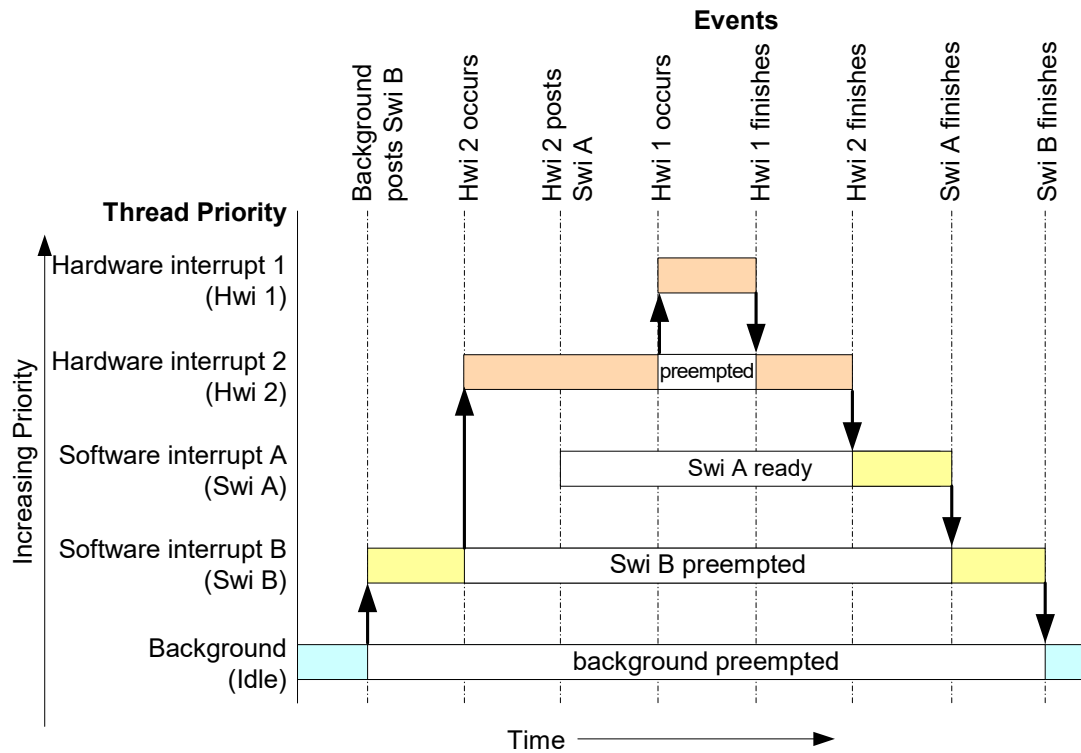 Events
Background
posts Swi B
Hwi 2 occurs
Hwi 2 posts
Swi A
Hwi 1 occurs
Hwi 1 finishes
Hwi 2 finishes
Swi A finishes
Swi B finishes
Thread Priority
Increasing Priority
Hardware interrupt 1
(Hwi 1)
Hardware interrupt 2
(Hwi 2)
preempted
Software interrupt A
(Swi A)
Swi A ready
Software interrupt B
(Swi B)
Swi B preempted
Background
(Idle)
background preempted
Time